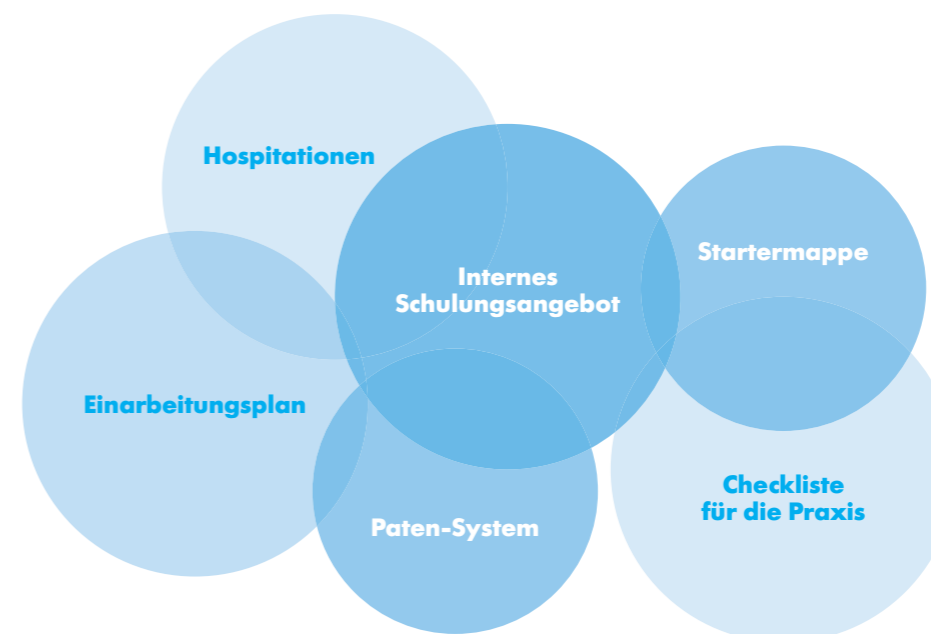 Hospitationen
Startermappe
Internes
Schulungsangebot
Einarbeitungsplan
Checkliste
für die Praxis
Paten-System